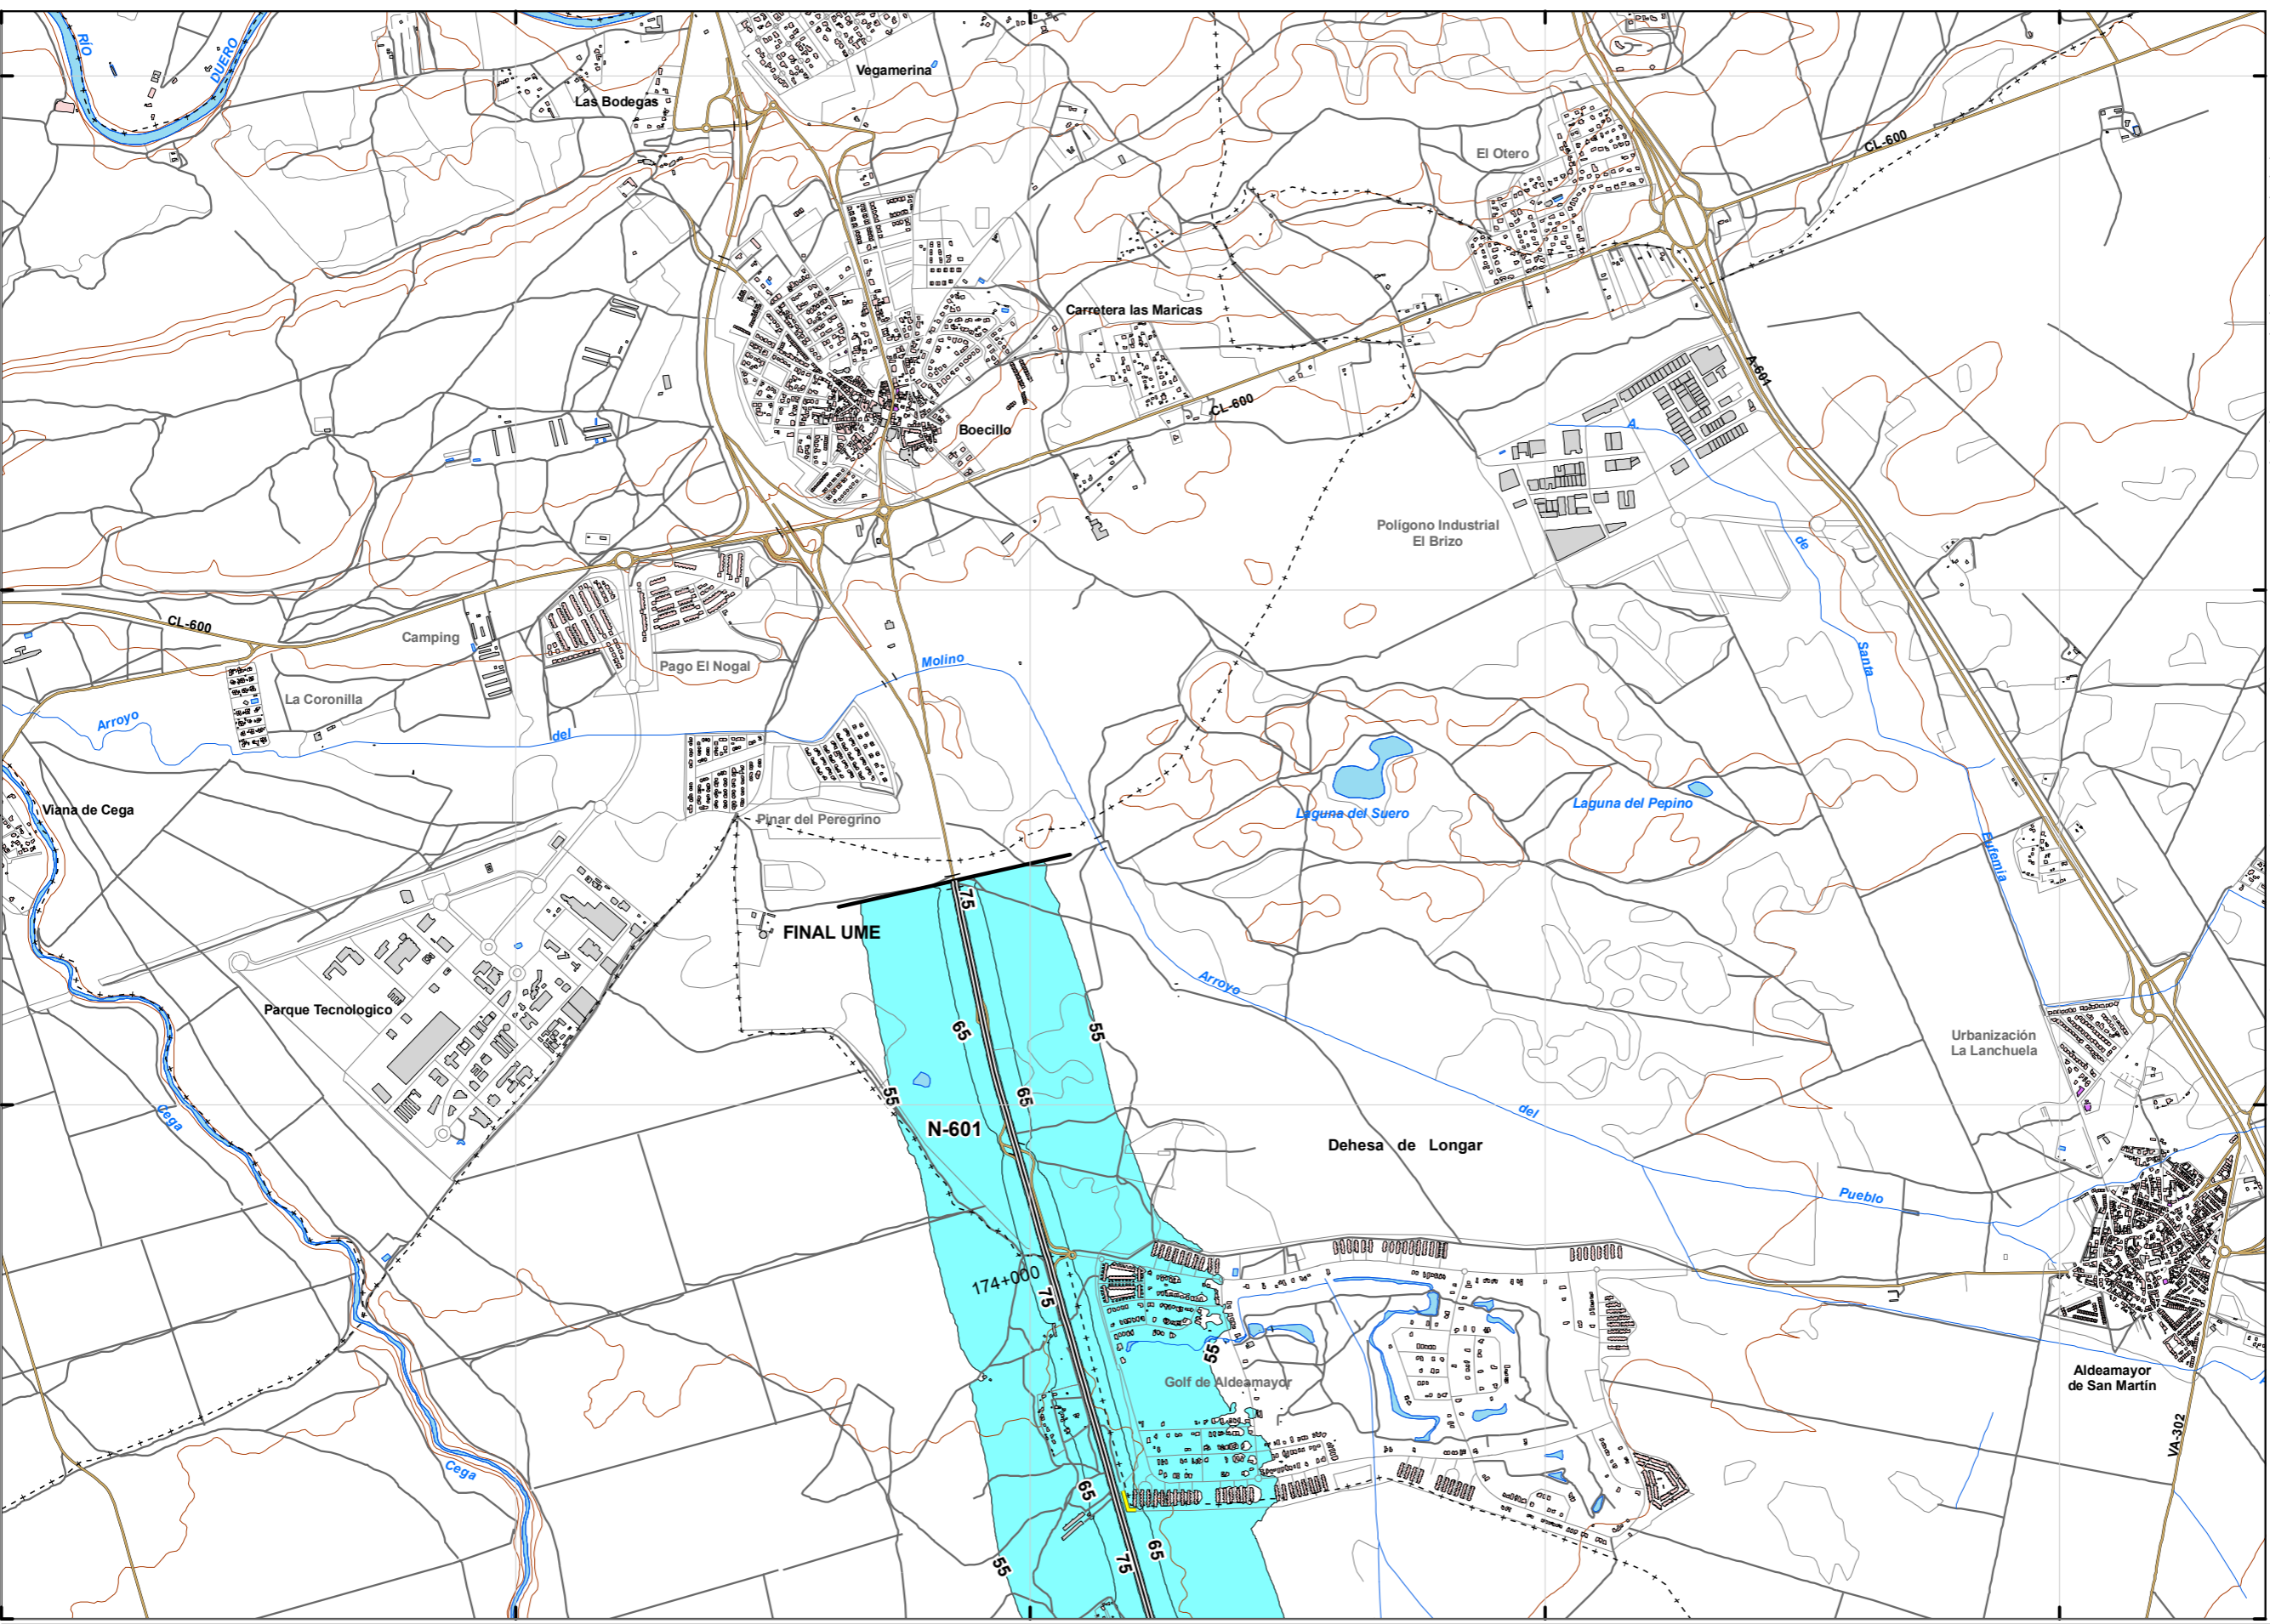 RÍO
DUERO
Vegamerina
Las Bodegas
CL-600
El Otero
Carretera las Maricas
A-601
CL-600
Boecillo
A.
Polígono Industrial
El Brizo
de
CL-600
Camping
Pago El Nogal
Molino
Santa
La Coronilla
Arroyo
del
Viana de Cega
Pinar del Peregrino
Laguna del Suero
Laguna del Pepino
Eufemia
75
FINAL UME
Arroyo
Parque Tecnologico
65
55
Urbanización
La Lanchuela
55
65
Cega
N-601
del
Dehesa de Longar
Pueblo
174+000
75
55
Golf de Aldeamayor
Aldeamayor
de San Martín
VA-302
Cega
65
65
75
55